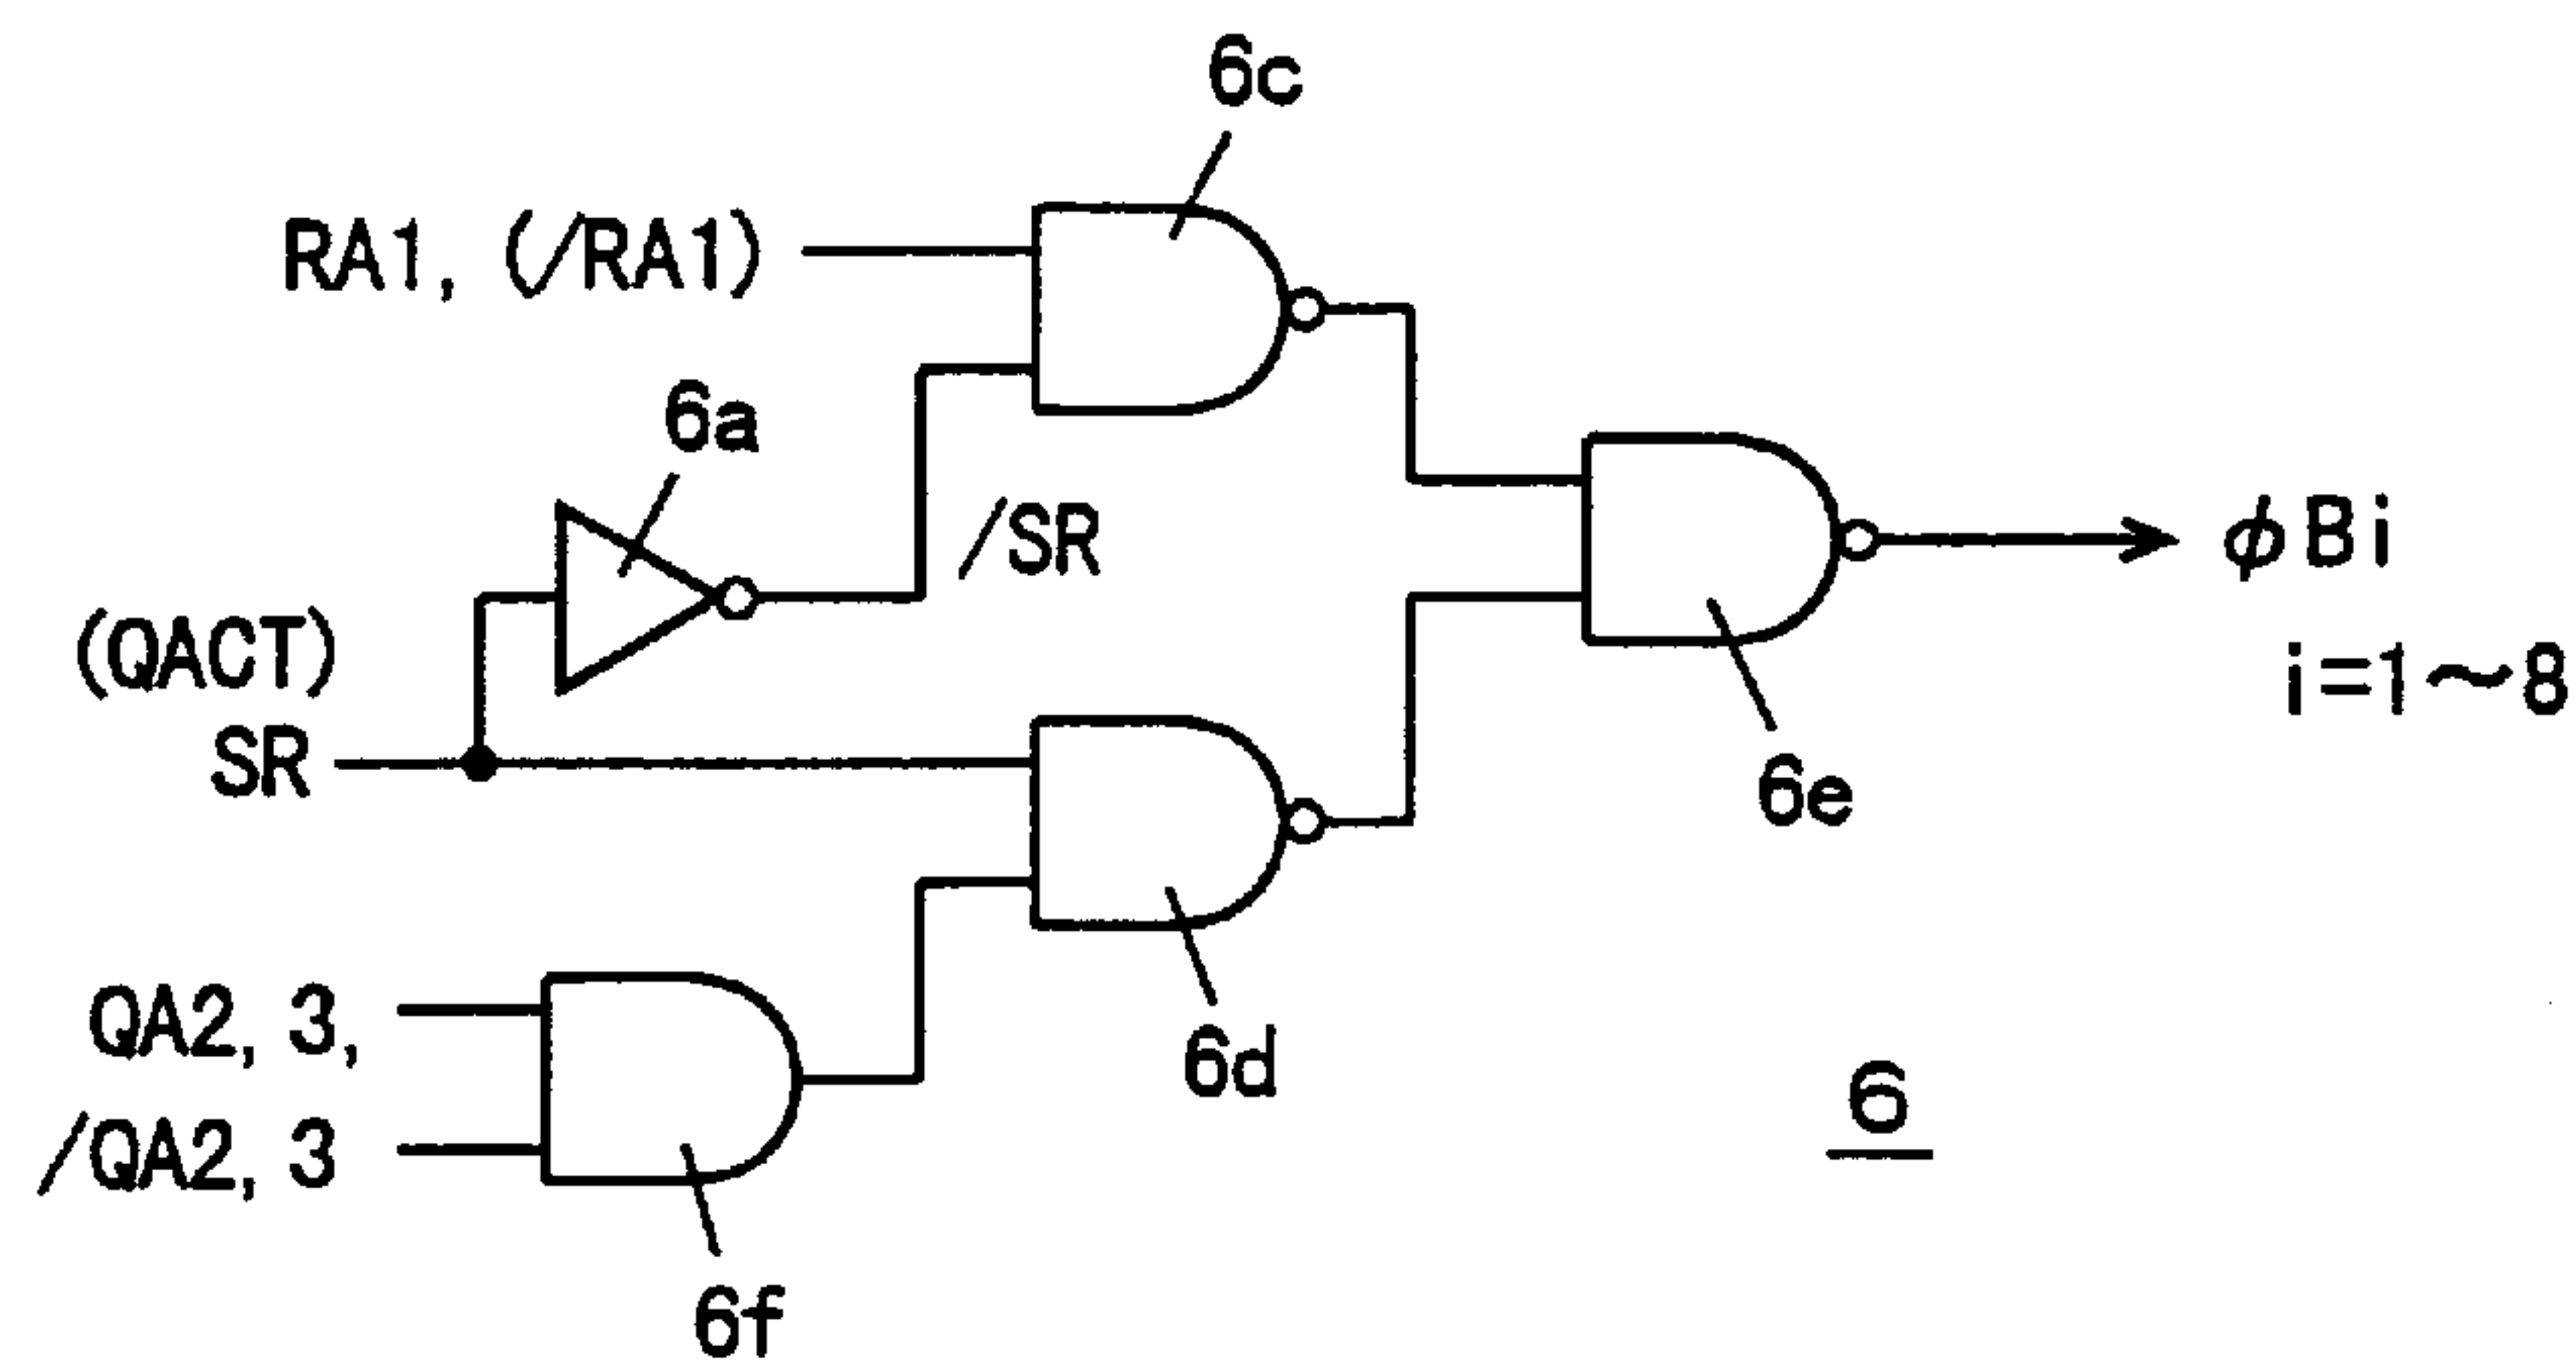 6c
RA1, (/RA1)
6a
/SR
φBi
i=1~8
(QACT)
SR
6e
QA2, 3,
/QA2, 3
6d
6
6f